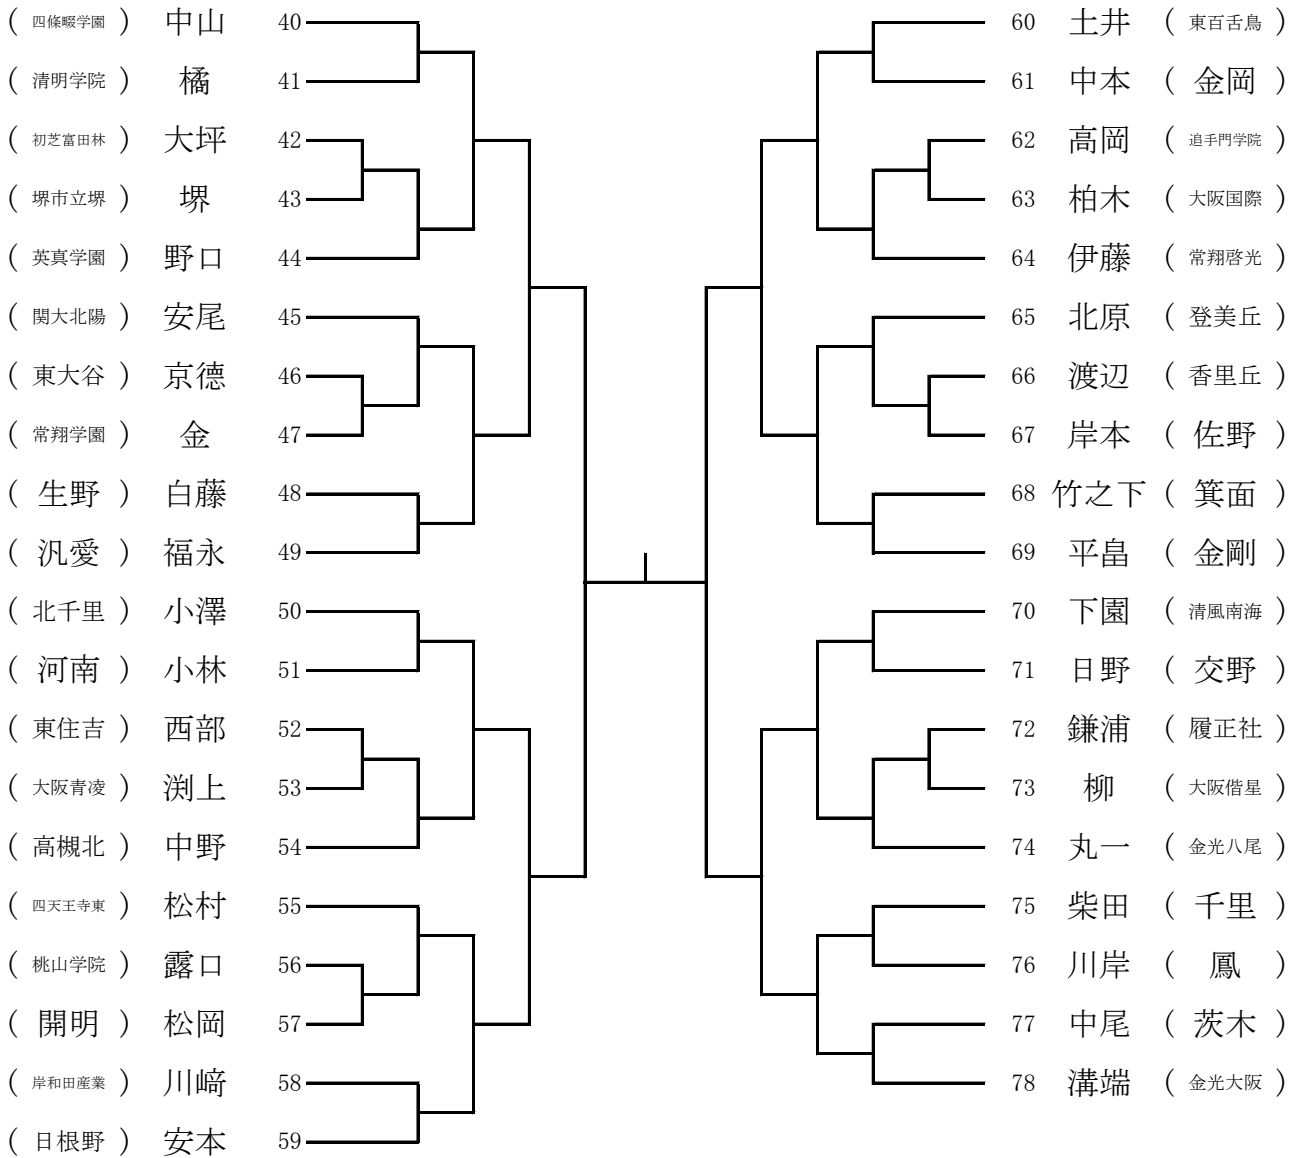 ( 四條畷学園 ) 中山 40 60 土井 ( 東百舌鳥 )
( 清明学院 ) 橘 41 61 中本 ( 金岡 )
( 初芝富田林 ) 大坪 42 62 高岡 ( 追手門学院 )
( 堺市立堺 ) 堺 43 63 柏木 ( 大阪国際 )
( 英真学園 ) 野口 44 64 伊藤 ( 常翔啓光 )
( 関大北陽 ) 安尾 45 65 北原 ( 登美丘 )
( 東大谷 ) 京德 46 66 渡辺 ( 香里丘 )
( 常翔学園 ) 金 47 67 岸本 ( 佐野 )
( 生野 ) 白藤 48 68 竹之下 ( 箕面 )
( 汎愛 ) 福永 49 69 平畠 ( 金剛 )
( 北千里 ) 小澤 50 70 下園 ( 清風南海 )
( 河南 ) 小林 51 71 日野 ( 交野 )
( 東住吉 ) 西部 52 72 鎌浦 ( 履正社 )
( 大阪青凌 ) 渕上 53 73 柳 ( 大阪偕星 )
( 高槻北 ) 中野 54 74 丸一 ( 金光八尾 )
( 四天王寺東 ) 松村 55 75 柴田 ( 千里 )
( 桃山学院 ) 露口 56 76 川岸 ( 鳳 )
( 開明 ) 松岡 57 77 中尾 ( 茨木 )
( 岸和田産業 ) 川﨑 58 78 溝端 ( 金光大阪 )
( 日根野 ) 安本 59